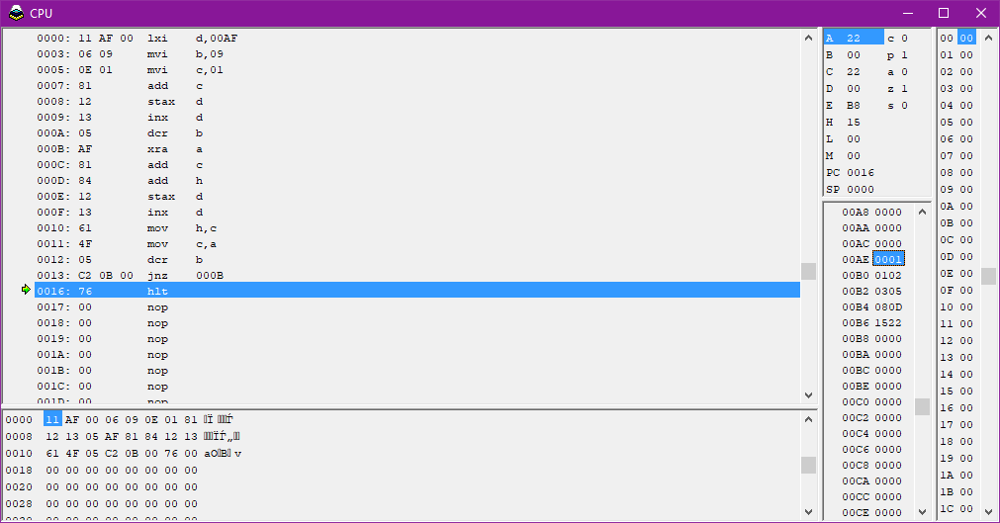 CPU
0000: 11 AF 00 lxi d,00AF
0003: 06 09 mvi b,09
0005: 0E 01 mvi c,01
0007: 81 add c
0008: 12 stax d
0009: 13 inx d
000A: 05 dcr b
000B: AF xra a
000C: 81 add c
000D: 84 add h
000E: 12 stax d
000F: 13 inx d
0010: 61 mov h,c
0011: 4F mov c,a
0012: 05 dcr b
0013: C2 0B 00 jnz 000B
0016: 76 hlt
0017: 00 nop
0018: 00 nop
0019: 00 nop
001A: 00 nop
001B: 00 nop
001C: 00 nop
001D: 00 nop
0000 11 AF 00 06 09 0E 01 81
0008 12 13 05 AF 81 84 12 13
0010 61 4F 05 C2 0B 00 76 00
0018 00 00 00 00 00 00 00 00
0020 00 00 00 00 00 00 00 00
0028 00 00 00 00 00 00 00 00
A 22 c 0
B 00 p 1
C 22 a 0
D 00 z 1
E B8 s 0
H 15
L 00
M 00
PC 0016
SP 0000
00A8 0000
00AA 0000
00AC 0000
00AE 0001
00B0 0102
00B2 0305
00B4 080D
00B6 1522
00B8 0000
00BA 0000
00BC 0000
00BE 0000
00C0 0000
00C2 0000
00C4 0000
00C6 0000
00C8 0000
00CA 0000
00CC 0000
00CE 0000
00 00
01 00
02 00
03 00
04 00
05 00
06 00
07 00
08 00
09 00
0A 00
0B 00
0C 00
0D 00
0E 00
0F 00
10 00
11 00
12 00
13 00
14 00
15 00
16 00
17 00
18 00
19 00
1A 00
1B 00
1C 00